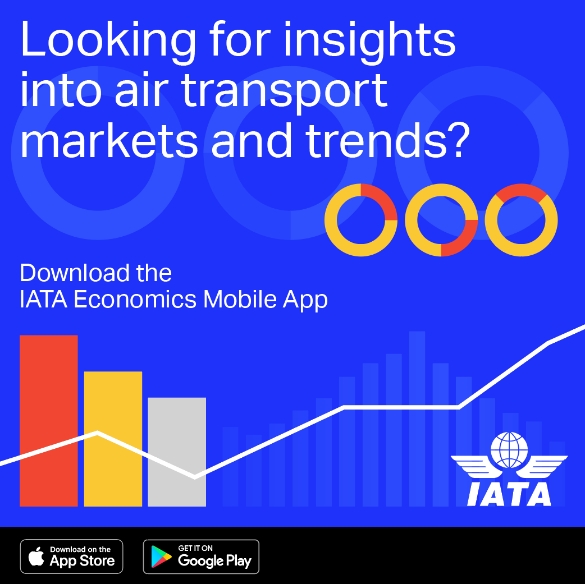 Looking for insights
into air transport
markets and trends?
Download the
IATA Economics Mobile App
IATA
Download on the
App Store
GET IT ON
Google Play